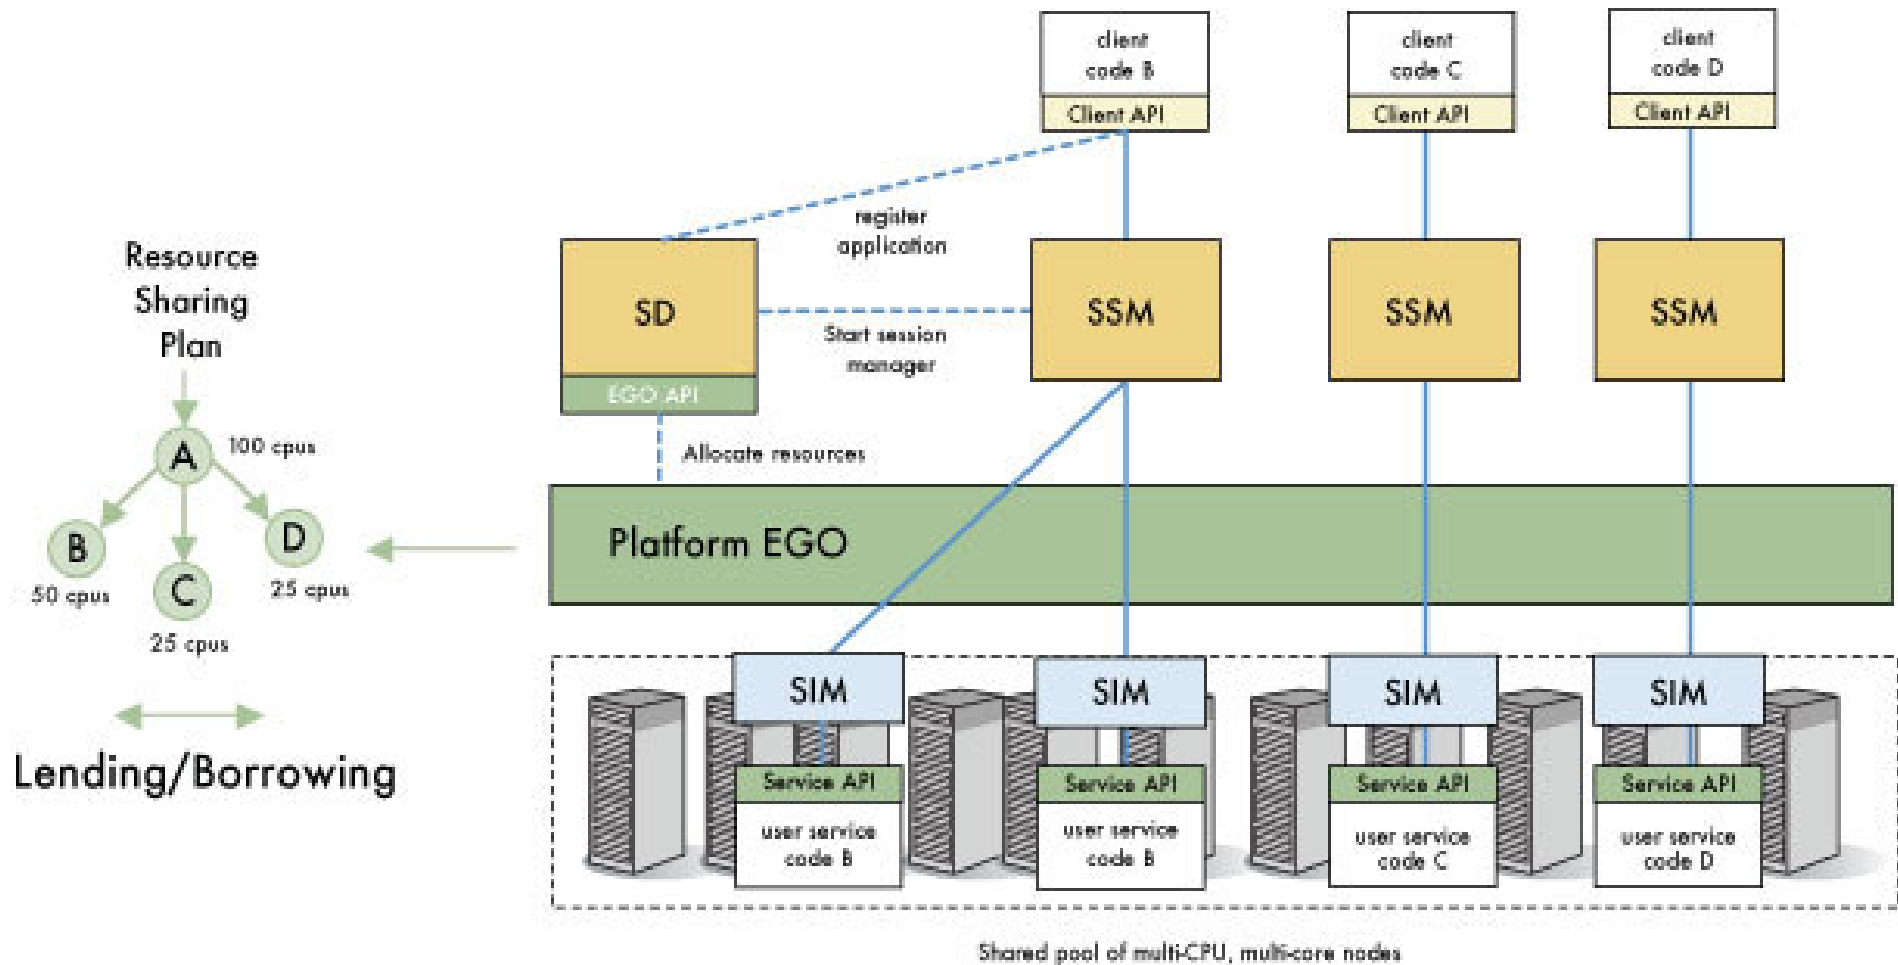 client
code B
Client API
client
code C
Client API
client
code D
Client API
register
application
Resource
Sharing
Plan
SD
EGO API
Start session
manager
SSM
SSM
SSM
Allocate resources
A
100 cpus
B
50 cpus
C
25 cpus
D
25 cpus
Platform EGO
Lending/Borrowing
SIM
SIM
SIM
SIM
Service API
user service
code B
Service API
user service
code B
Service API
user service
code C
Service API
user service
code D
Shared pool of multi-CPU, multi-core nodes